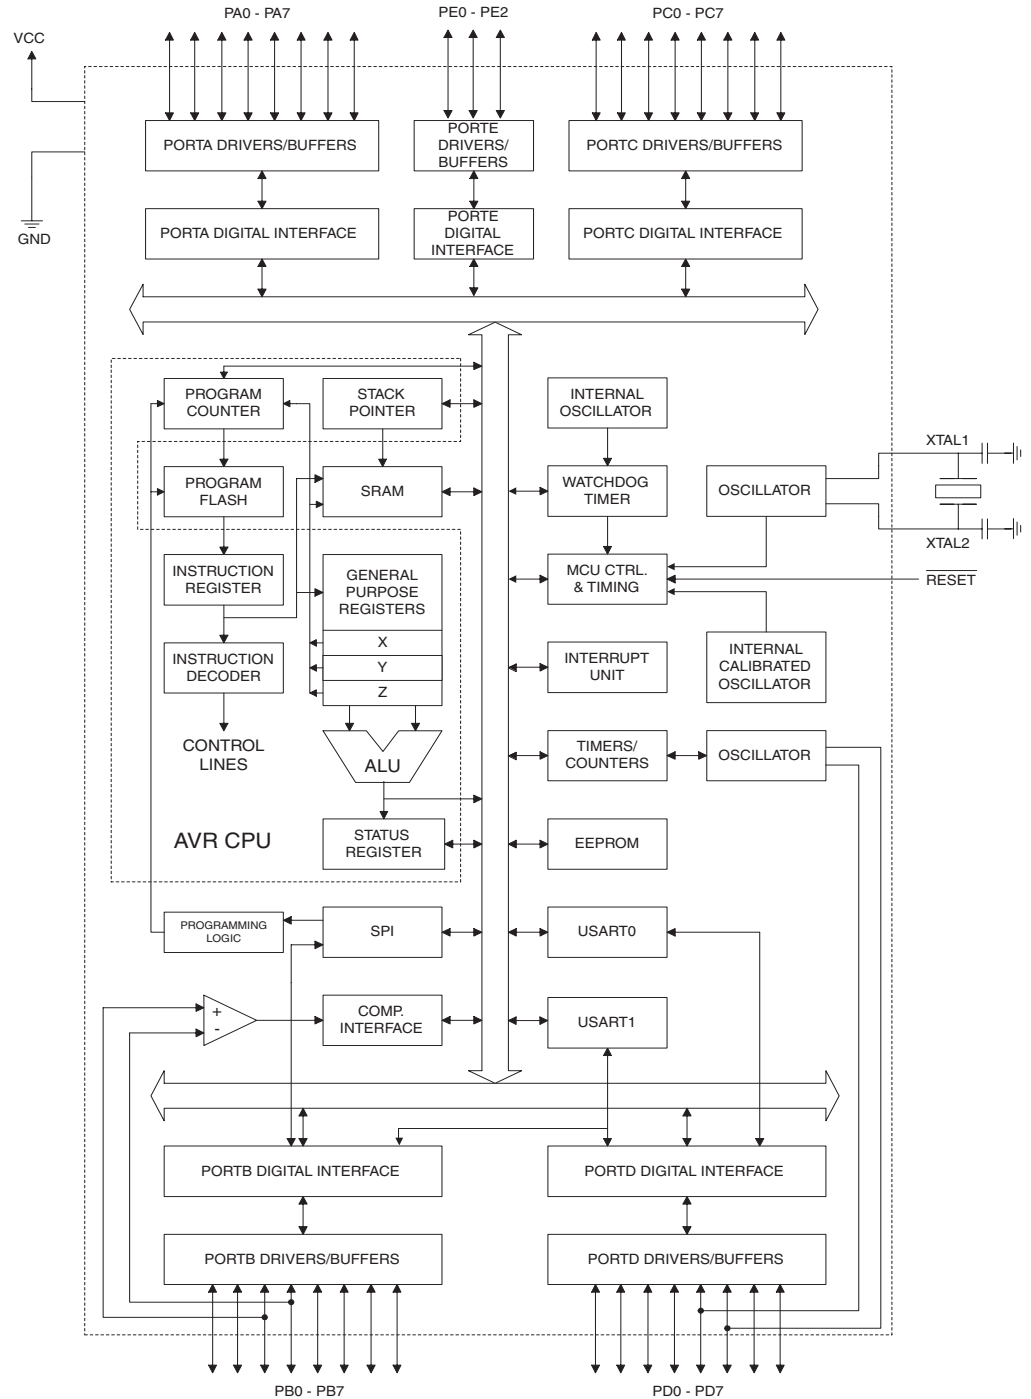 PA0 - PA7
PE0 - PE2
PC0 - PC7
VCC
GND
PORTA DRIVERS/BUFFERS
PORTE
DRIVERS/
BUFFERS
PORTC DRIVERS/BUFFERS
PORTA DIGITAL INTERFACE
PORTE
DIGITAL
INTERFACE
PORTC DIGITAL INTERFACE
PROGRAM
COUNTER
STACK
POINTER
INTERNAL
OSCILLATOR
PROGRAM
FLASH
SRAM
WATCHDOG
TIMER
OSCILLATOR
XTAL1
XTAL2
INSTRUCTION
REGISTER
GENERAL
PURPOSE
REGISTERS
X
Y
Z
MCU CTRL.
& TIMING
RESET
INSTRUCTION
DECODER
INTERRUPT
UNIT
INTERNAL
CALIBRATED
OSCILLATOR
CONTROL
LINES
ALU
TIMERS/
COUNTERS
OSCILLATOR
AVR CPU
STATUS
REGISTER
EEPROM
PROGRAMMING
LOGIC
SPI
USART0
+
-
COMP.
INTERFACE
USART1
PORTB DIGITAL INTERFACE
PORTD DIGITAL INTERFACE
PORTB DRIVERS/BUFFERS
PORTD DRIVERS/BUFFERS
PB0 - PB7
PD0 - PD7